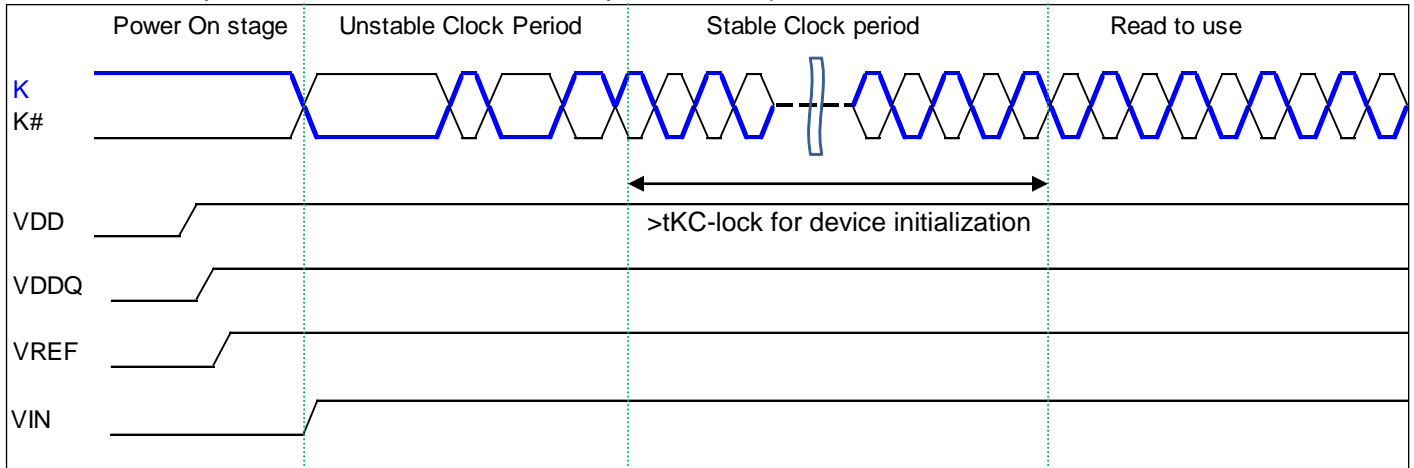 Power On stage Unstable Clock Period Stable Clock period Read to use
K
K#
VDD
>tKC-lock for device initialization
VDDQ
VREF
VIN